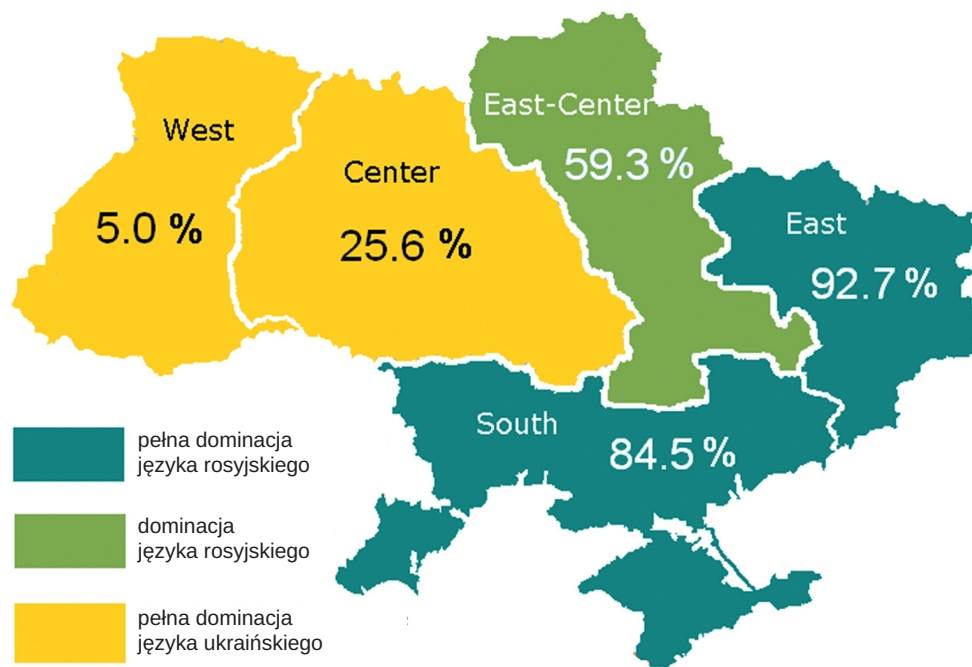 East-Center
59.3 %
West
5.0 %
Center
25.6 %
East
92.7 %
South
84.5 %
pełna dominacja
języka rosyjskiego
dominacja
języka rosyjskiego
pełna dominacja
języka ukraińskiego